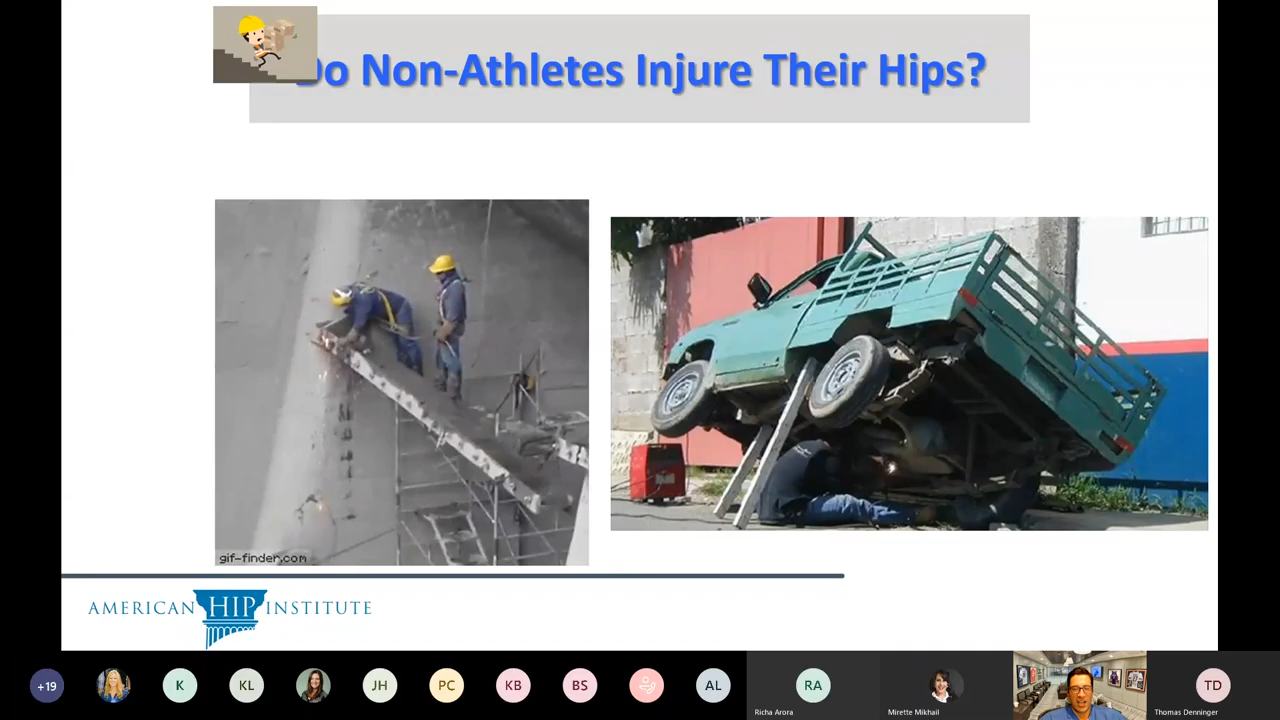 Do Non-Athletes Injure Their Hips?
gif-finder.com
AMERICAN HIP INSTITUTE
+19
K
KL
JH
PC
KB
BS
AL
RA
TD
Richa Arora
Mirette Mikhail
Thomas Denninger